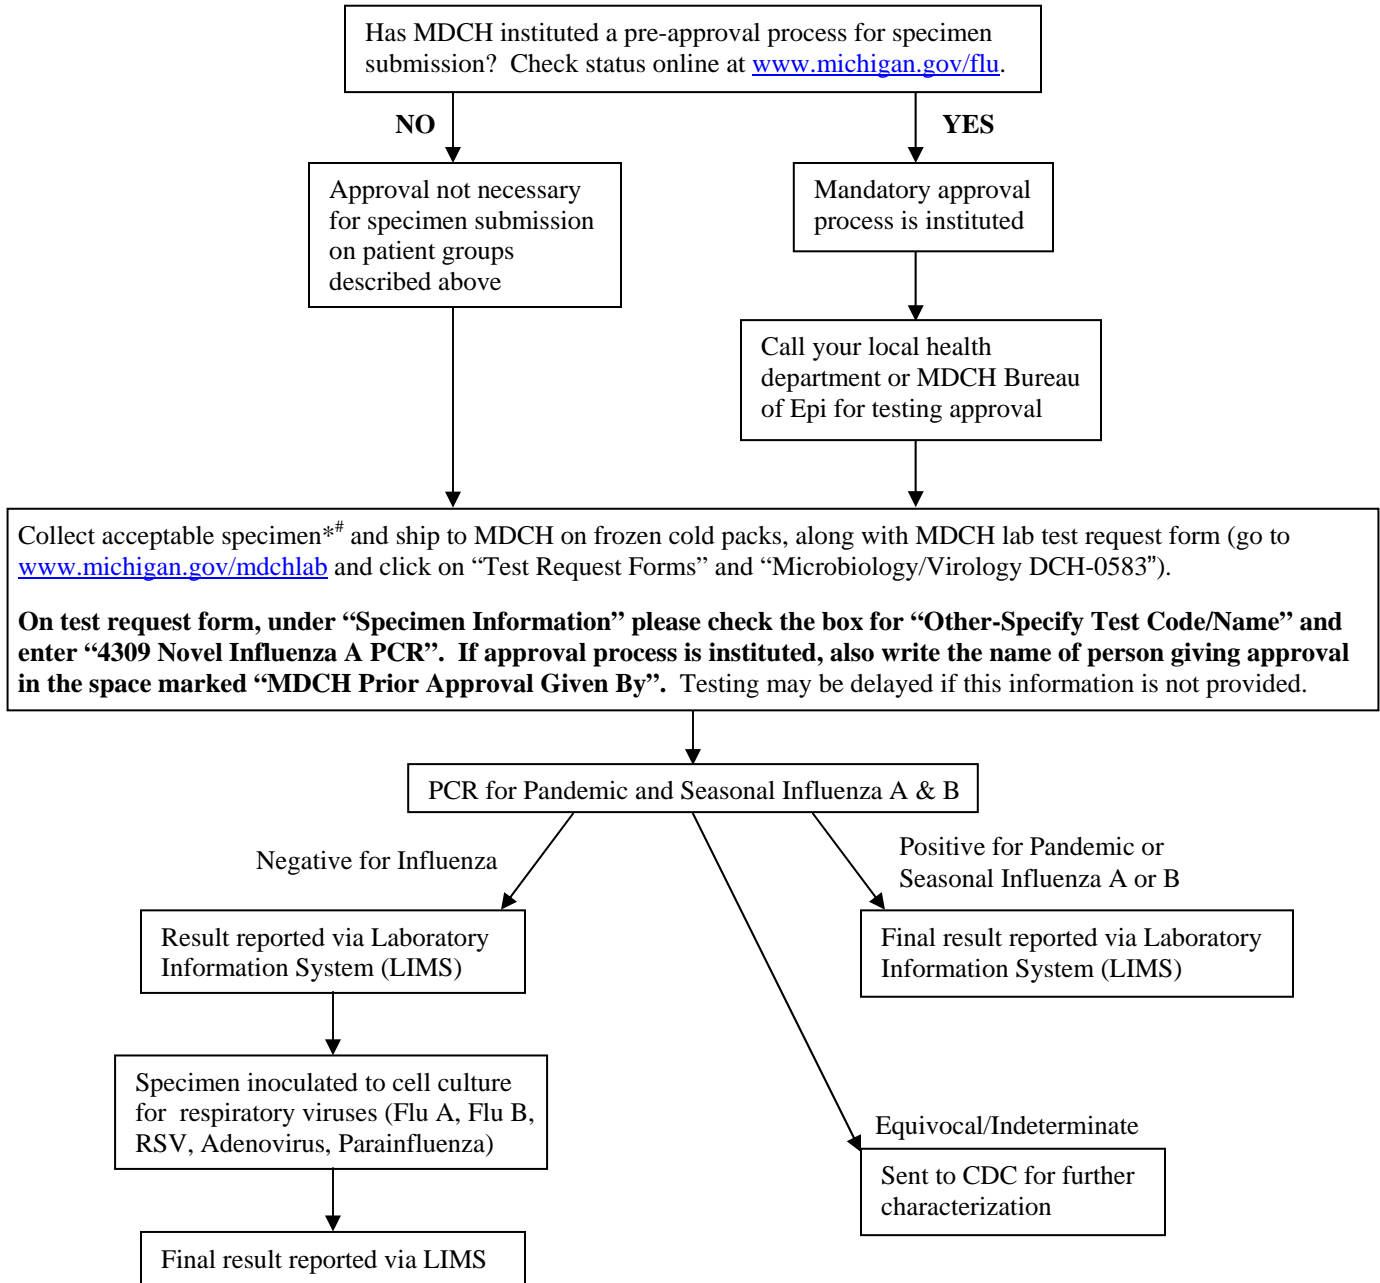 Has MDCH instituted a pre-approval process for specimen
submission?  Check status online at www.michigan.gov/flu.
NO
YES
Approval not necessary
for specimen submission
on patient groups
described above
Mandatory approval
process is instituted
Call your local health
department or MDCH Bureau
of Epi for testing approval
Collect acceptable specimen*# and ship to MDCH on frozen cold packs, along with MDCH lab test request form (go to
www.michigan.gov/mdchlab and click on “Test Request Forms” and “Microbiology/Virology DCH-0583”).
On test request form, under “Specimen Information” please check the box for “Other-Specify Test Code/Name” and
enter “4309 Novel Influenza A PCR”.  If approval process is instituted, also write the name of person giving approval
in the space marked “MDCH Prior Approval Given By”.  Testing may be delayed if this information is not provided.
PCR for Pandemic and Seasonal Influenza A & B
Negative for Influenza
Positive for Pandemic or
Seasonal Influenza A or B
Result reported via Laboratory
Information System (LIMS)
Final result reported via Laboratory
Information System (LIMS)
Specimen inoculated to cell culture
for  respiratory viruses (Flu A, Flu B,
RSV, Adenovirus, Parainfluenza)
Equivocal/Indeterminate
Sent to CDC for further
characterization
Final result reported via LIMS